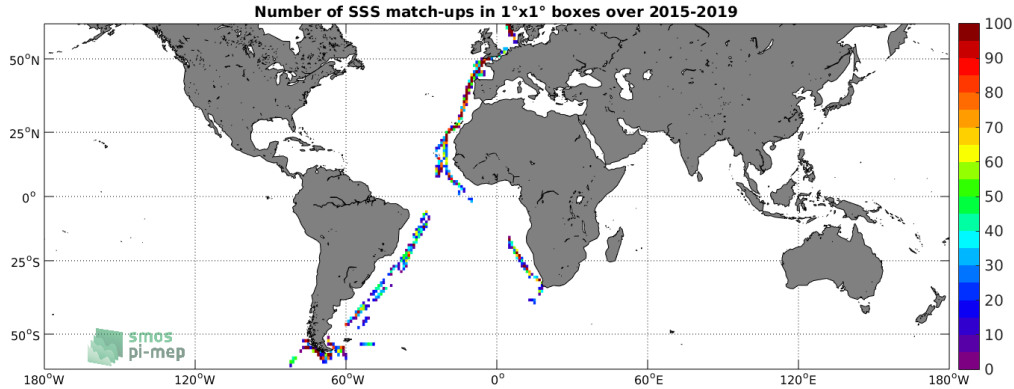 Number of SSS match-ups in 1°x1° boxes over 2015-2019
50°N
25°N
0°
25°S
50°S
180°W
120°W
60°W
0°
60°E
120°E
180°W
100
90
80
70
60
50
40
30
20
10
0
smos
pi-mep